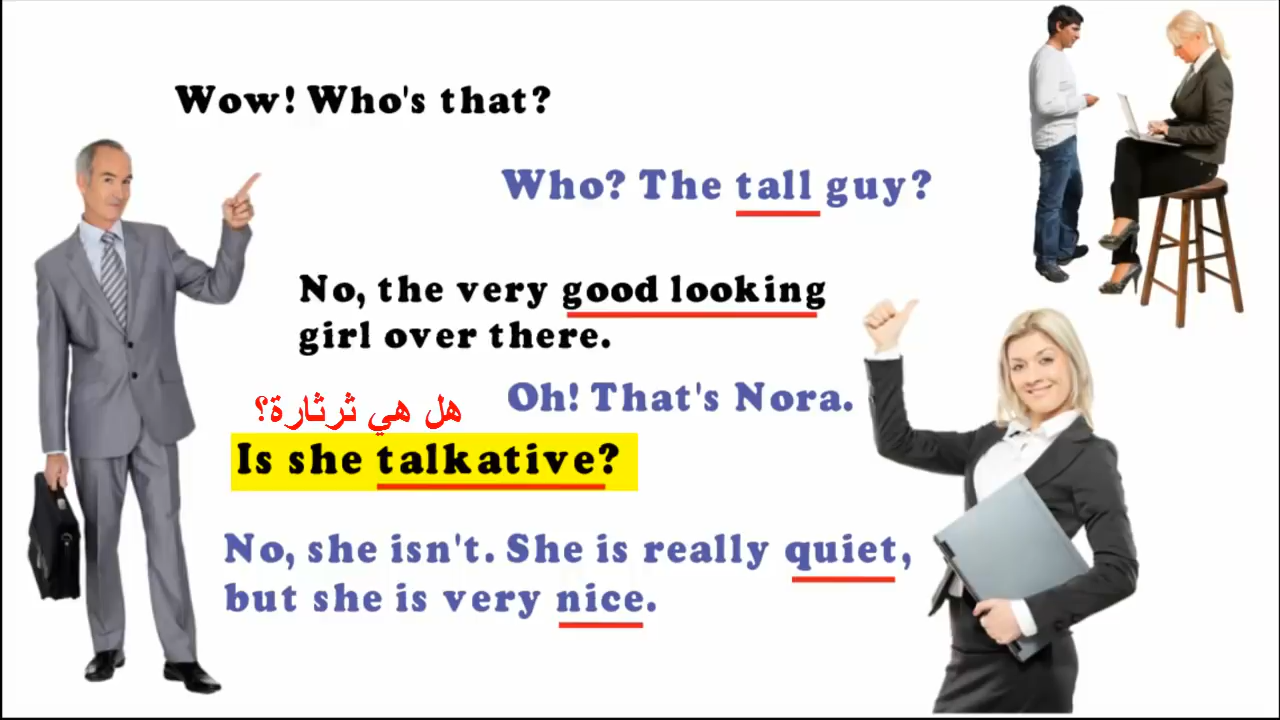 Wow! Who's that?
Who? The tall guy?
No, the very good looking
girl over there.
Oh! That's Nora.
هل هي ثرثارة؟
Is she talkative?
No, she isn't. She is really quiet,
but she is very nice.